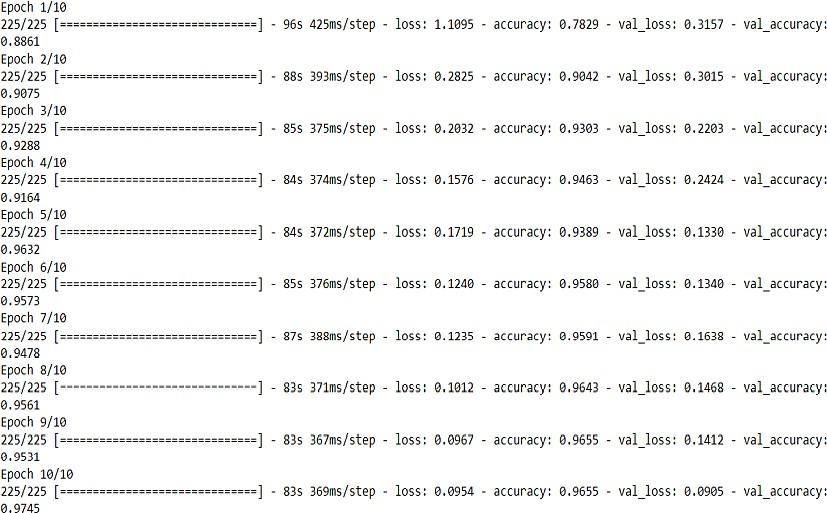 Epoch 1/10
225/225 [==============================] - 96s 425ms/step - loss: 1.1095 - accuracy: 0.7829 - val_loss: 0.3157 - val_accuracy:
0.8861
Epoch 2/10
225/225 [==============================] - 88s 393ms/step - loss: 0.2825 - accuracy: 0.9042 - val_loss: 0.3015 - val_accuracy:
0.9075
Epoch 3/10
225/225 [==============================] - 85s 375ms/step - loss: 0.2032 - accuracy: 0.9303 - val_loss: 0.2203 - val_accuracy:
0.9288
Epoch 4/10
225/225 [==============================] - 84s 374ms/step - loss: 0.1576 - accuracy: 0.9463 - val_loss: 0.2424 - val_accuracy:
0.9164
Epoch 5/10
225/225 [==============================] - 84s 372ms/step - loss: 0.1719 - accuracy: 0.9389 - val_loss: 0.1330 - val_accuracy:
0.9632
Epoch 6/10
225/225 [==============================] - 85s 376ms/step - loss: 0.1240 - accuracy: 0.9580 - val_loss: 0.1340 - val_accuracy:
0.9573
Epoch 7/10
225/225 [==============================] - 87s 388ms/step - loss: 0.1235 - accuracy: 0.9591 - val_loss: 0.1638 - val_accuracy:
0.9478
Epoch 8/10
225/225 [==============================] - 83s 371ms/step - loss: 0.1012 - accuracy: 0.9643 - val_loss: 0.1468 - val_accuracy:
0.9561
Epoch 9/10
225/225 [==============================] - 83s 367ms/step - loss: 0.0967 - accuracy: 0.9655 - val_loss: 0.1412 - val_accuracy:
0.9531
Epoch 10/10
225/225 [==============================] - 83s 369ms/step - loss: 0.0954 - accuracy: 0.9655 - val_loss: 0.0905 - val_accuracy:
0.9745